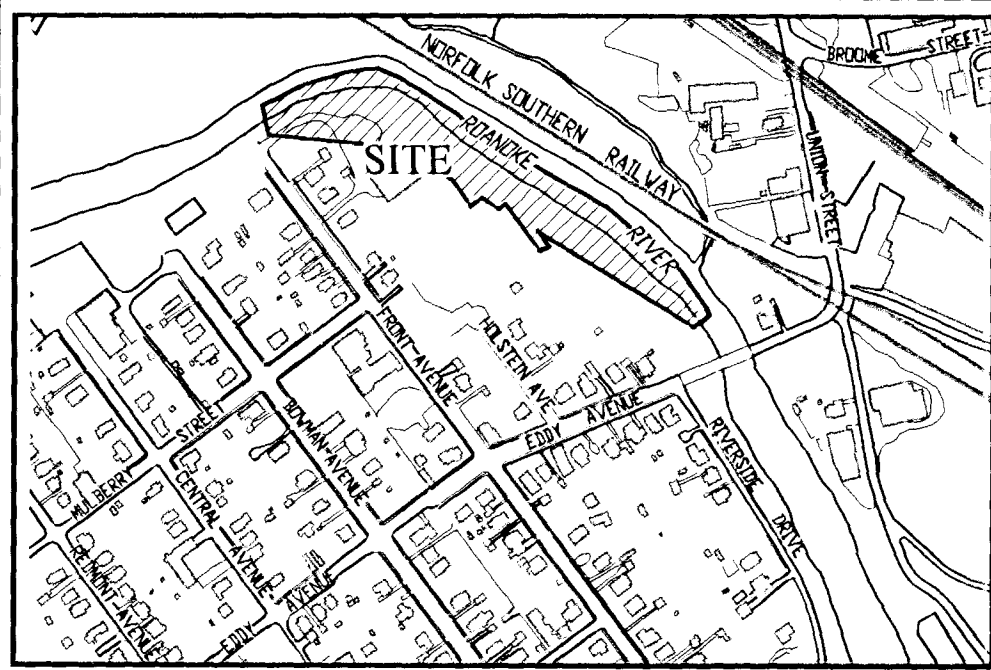 NORFOLK SOUTHERN RAILWAY
BROOME STREET
UNION STREET
ROANOKE RIVER
SITE
FRONT AVENUE
HOLSTEIN AVE
EDDY AVENUE
RIVERSIDE DRIVE
BOWMAN AVENUE
MULBERRY STREET
CENTRAL AVENUE
EDDY AVENUE
AVENUE